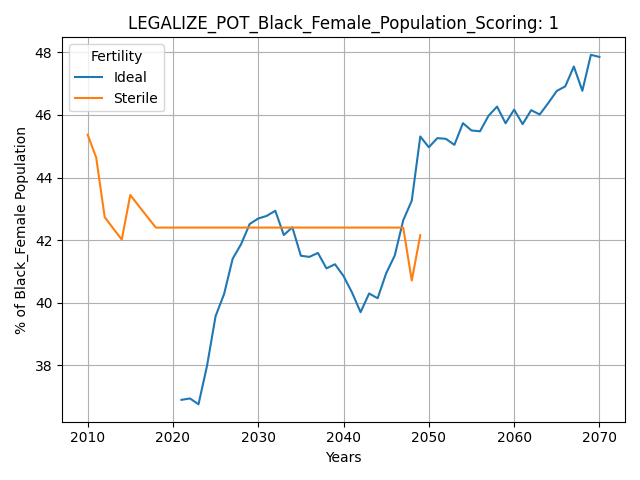 LEGALIZE_POT_Black_Female_Population_Scoring: 1
Fertility
Ideal
Sterile
% of Black_Female Population
48
46
44
42
40
38
2010 2020 2030 2040 2050 2060 2070
Years